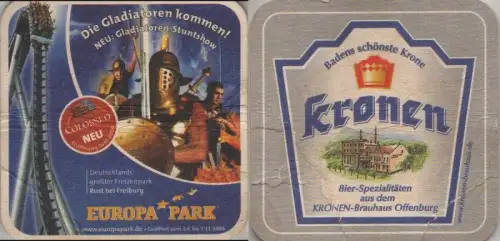 Die Gladiatoren kommen!
NEU: Gladiatoren-Stuntshow
COLOSSEO
NEU
Deutschlands
größter Freizeitpark
Rust bei Freiburg
EUROPA PARK
www.europapark.de
Badens schönste Krone
Kronen
Bier-Spezialitäten
aus dem
KRONEN-Brauhaus Offenburg